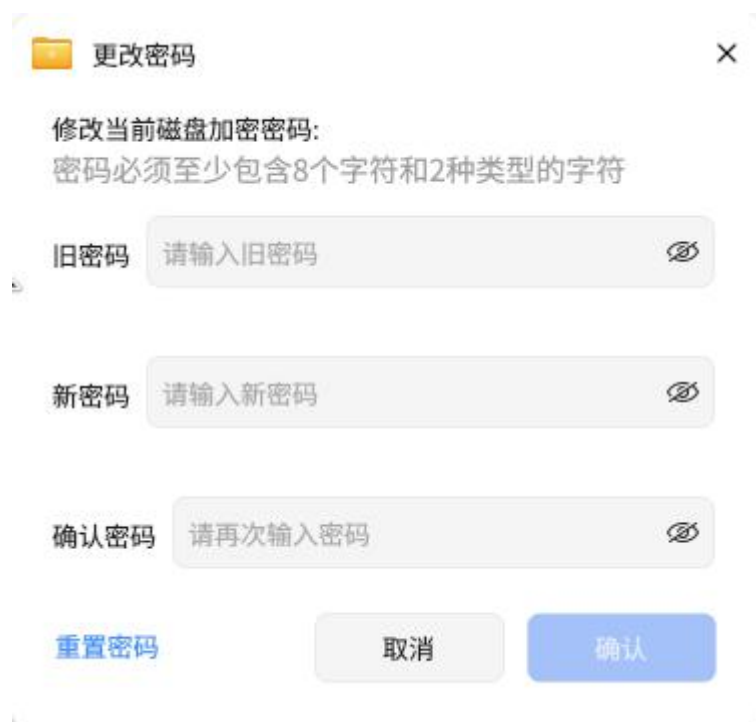 更改密码
修改当前磁盘加密密码:
密码必须至少包含8个字符和2种类型的字符
旧密码 请输入旧密码
新密码 请输入新密码
确认密码 请再次输入密码
重置密码 取消 确认